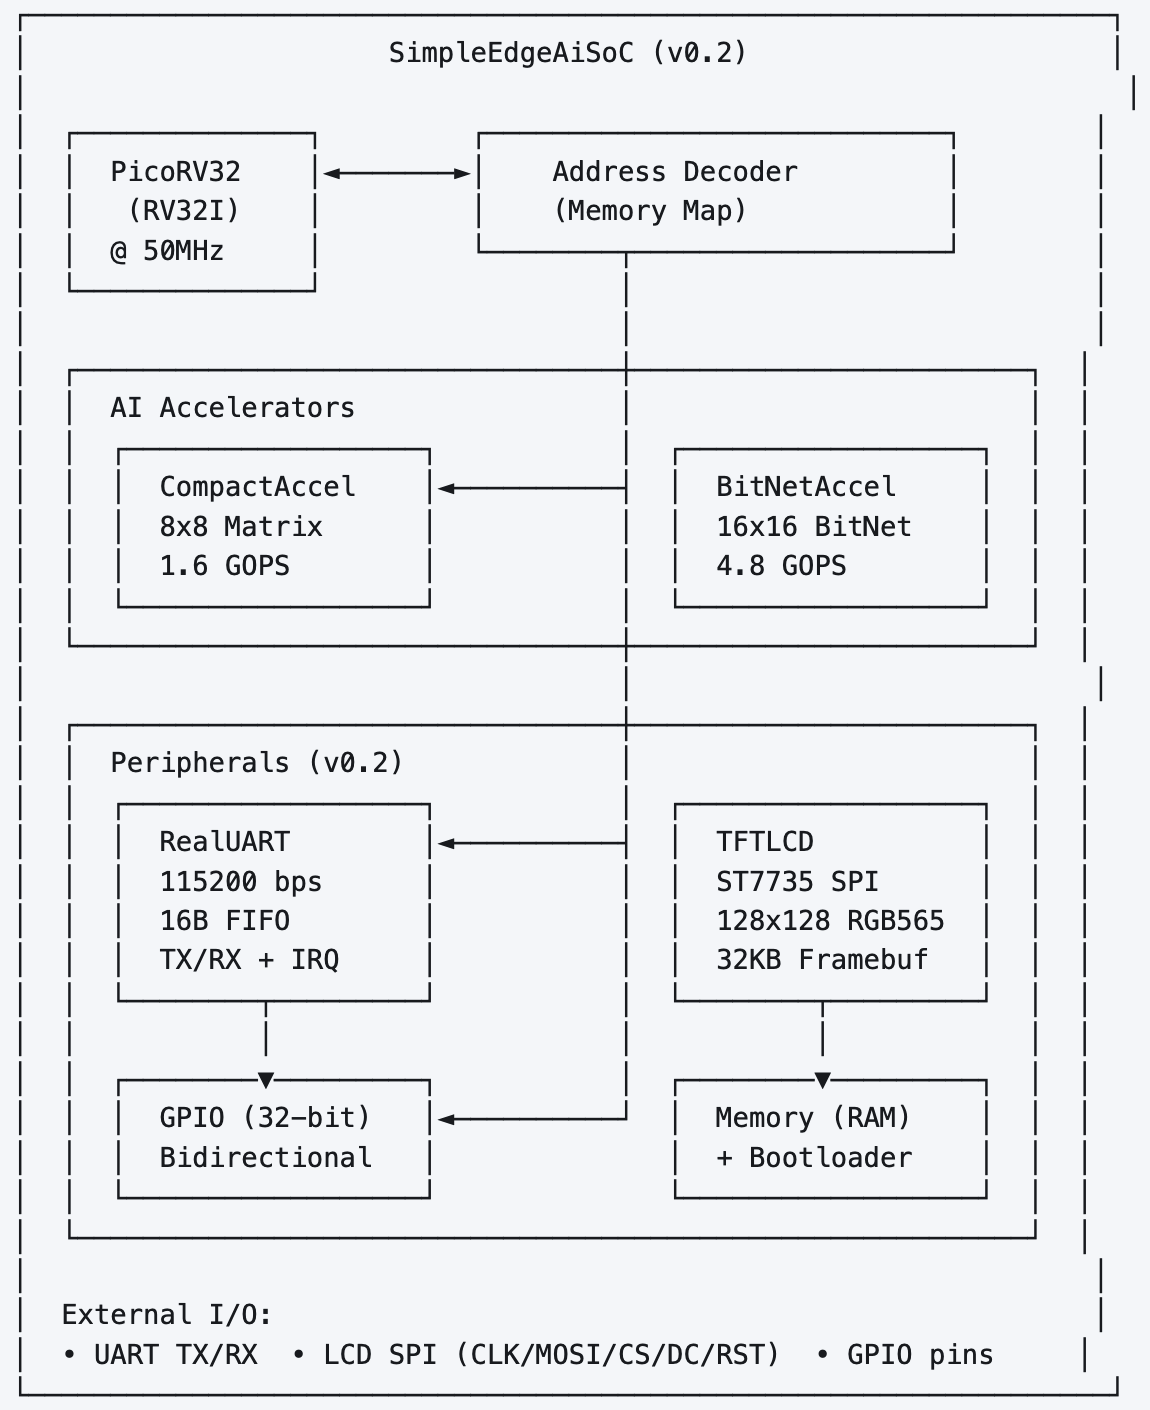 SimpleEdgeAiSoC (v0.2)
PicoRV32
(RV32I)
@ 50MHz
Address Decoder
(Memory Map)
AI Accelerators
CompactAccel
8x8 Matrix
1.6 GOPS
BitNetAccel
16x16 BitNet
4.8 GOPS
Peripherals (v0.2)
RealUART
115200 bps
16B FIFO
TX/RX + IRQ
TFTLCD
ST7735 SPI
128x128 RGB565
32KB Framebuf
GPIO (32-bit)
Bidirectional
Memory (RAM)
+ Bootloader
External I/O:
• UART TX/RX • LCD SPI (CLK/MOSI/CS/DC/RST) • GPIO pins